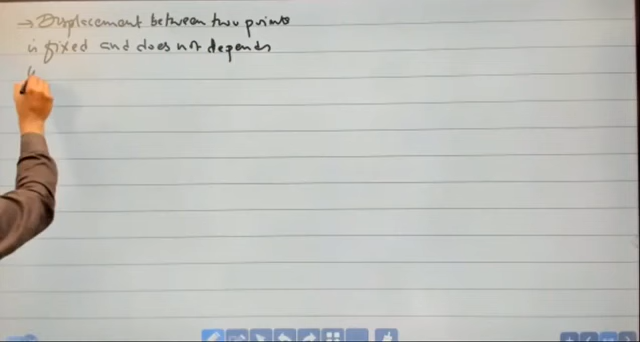 → Displacement between two points
is fixed and does not depends